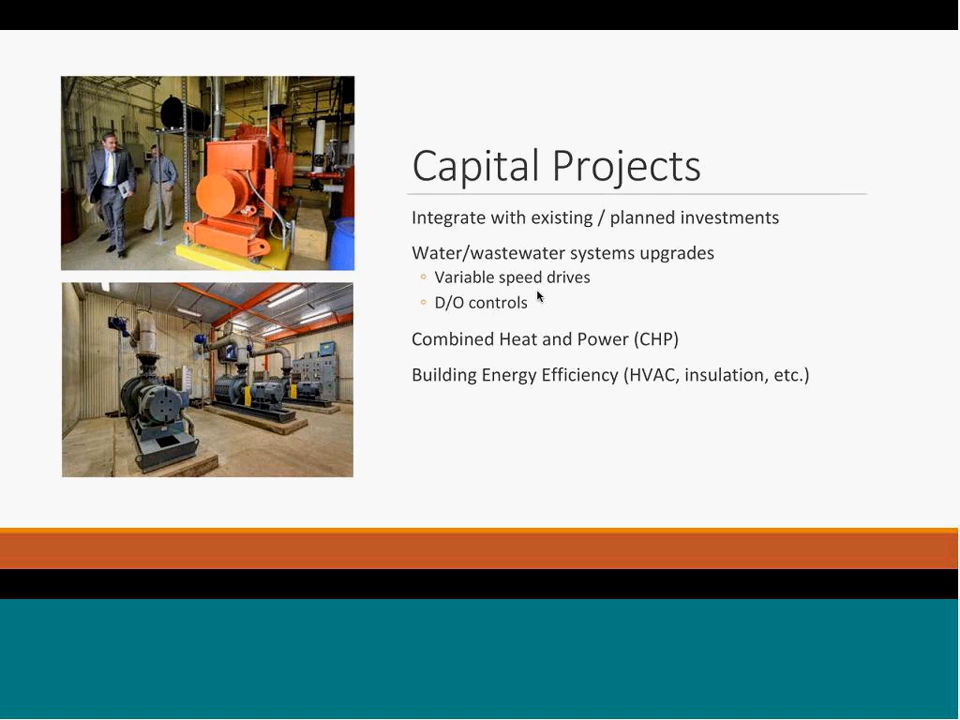 Capital Projects
Integrate with existing / planned investments
Water/wastewater systems upgrades
◦ Variable speed drives
◦ D/O controls
Combined Heat and Power (CHP)
Building Energy Efficiency (HVAC, insulation, etc.)